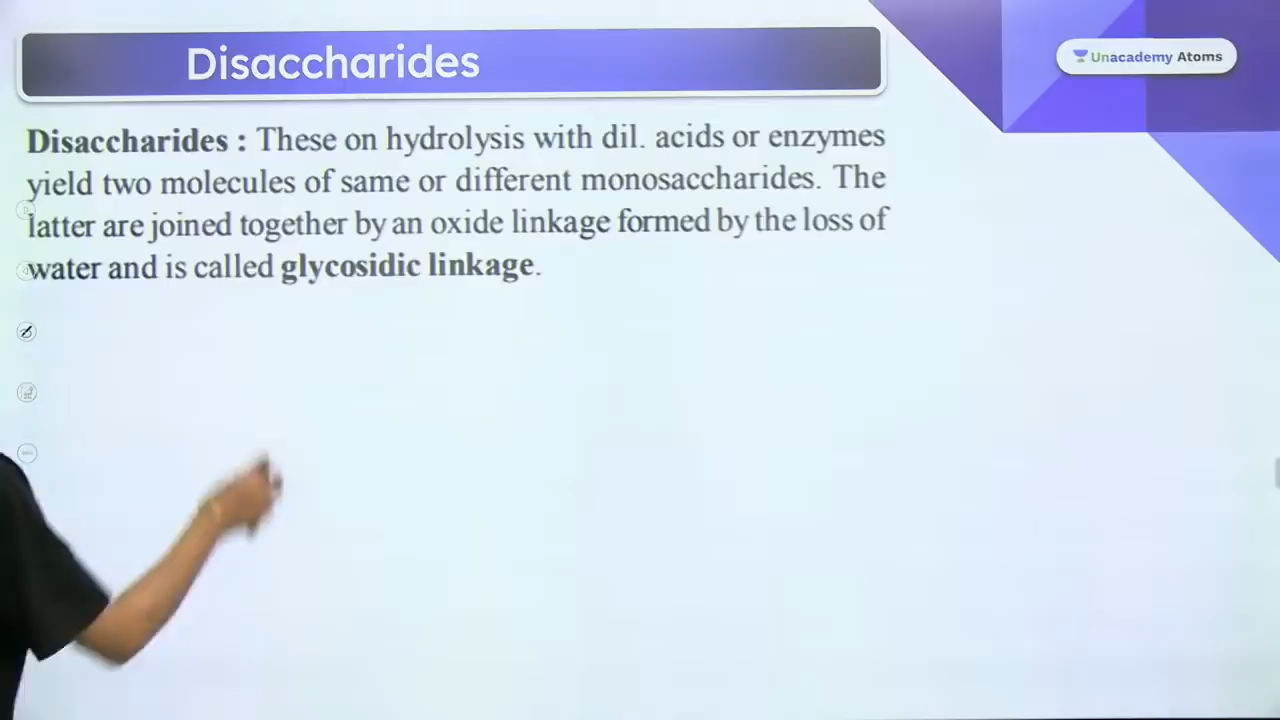 Disaccharides
Unacademy Atoms
Disaccharides : These on hydrolysis with dil. acids or enzymes
yield two molecules of same or different monosaccharides. The
latter are joined together by an oxide linkage formed by the loss of
water and is called glycosidic linkage.